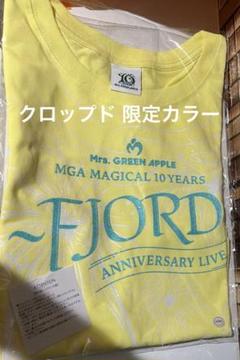 クロップド 限定カラー
Mrs. GREEN APPLE
MGA MAGICAL 10 YEARS
~FJORD
ANNIVERSARY LIVE